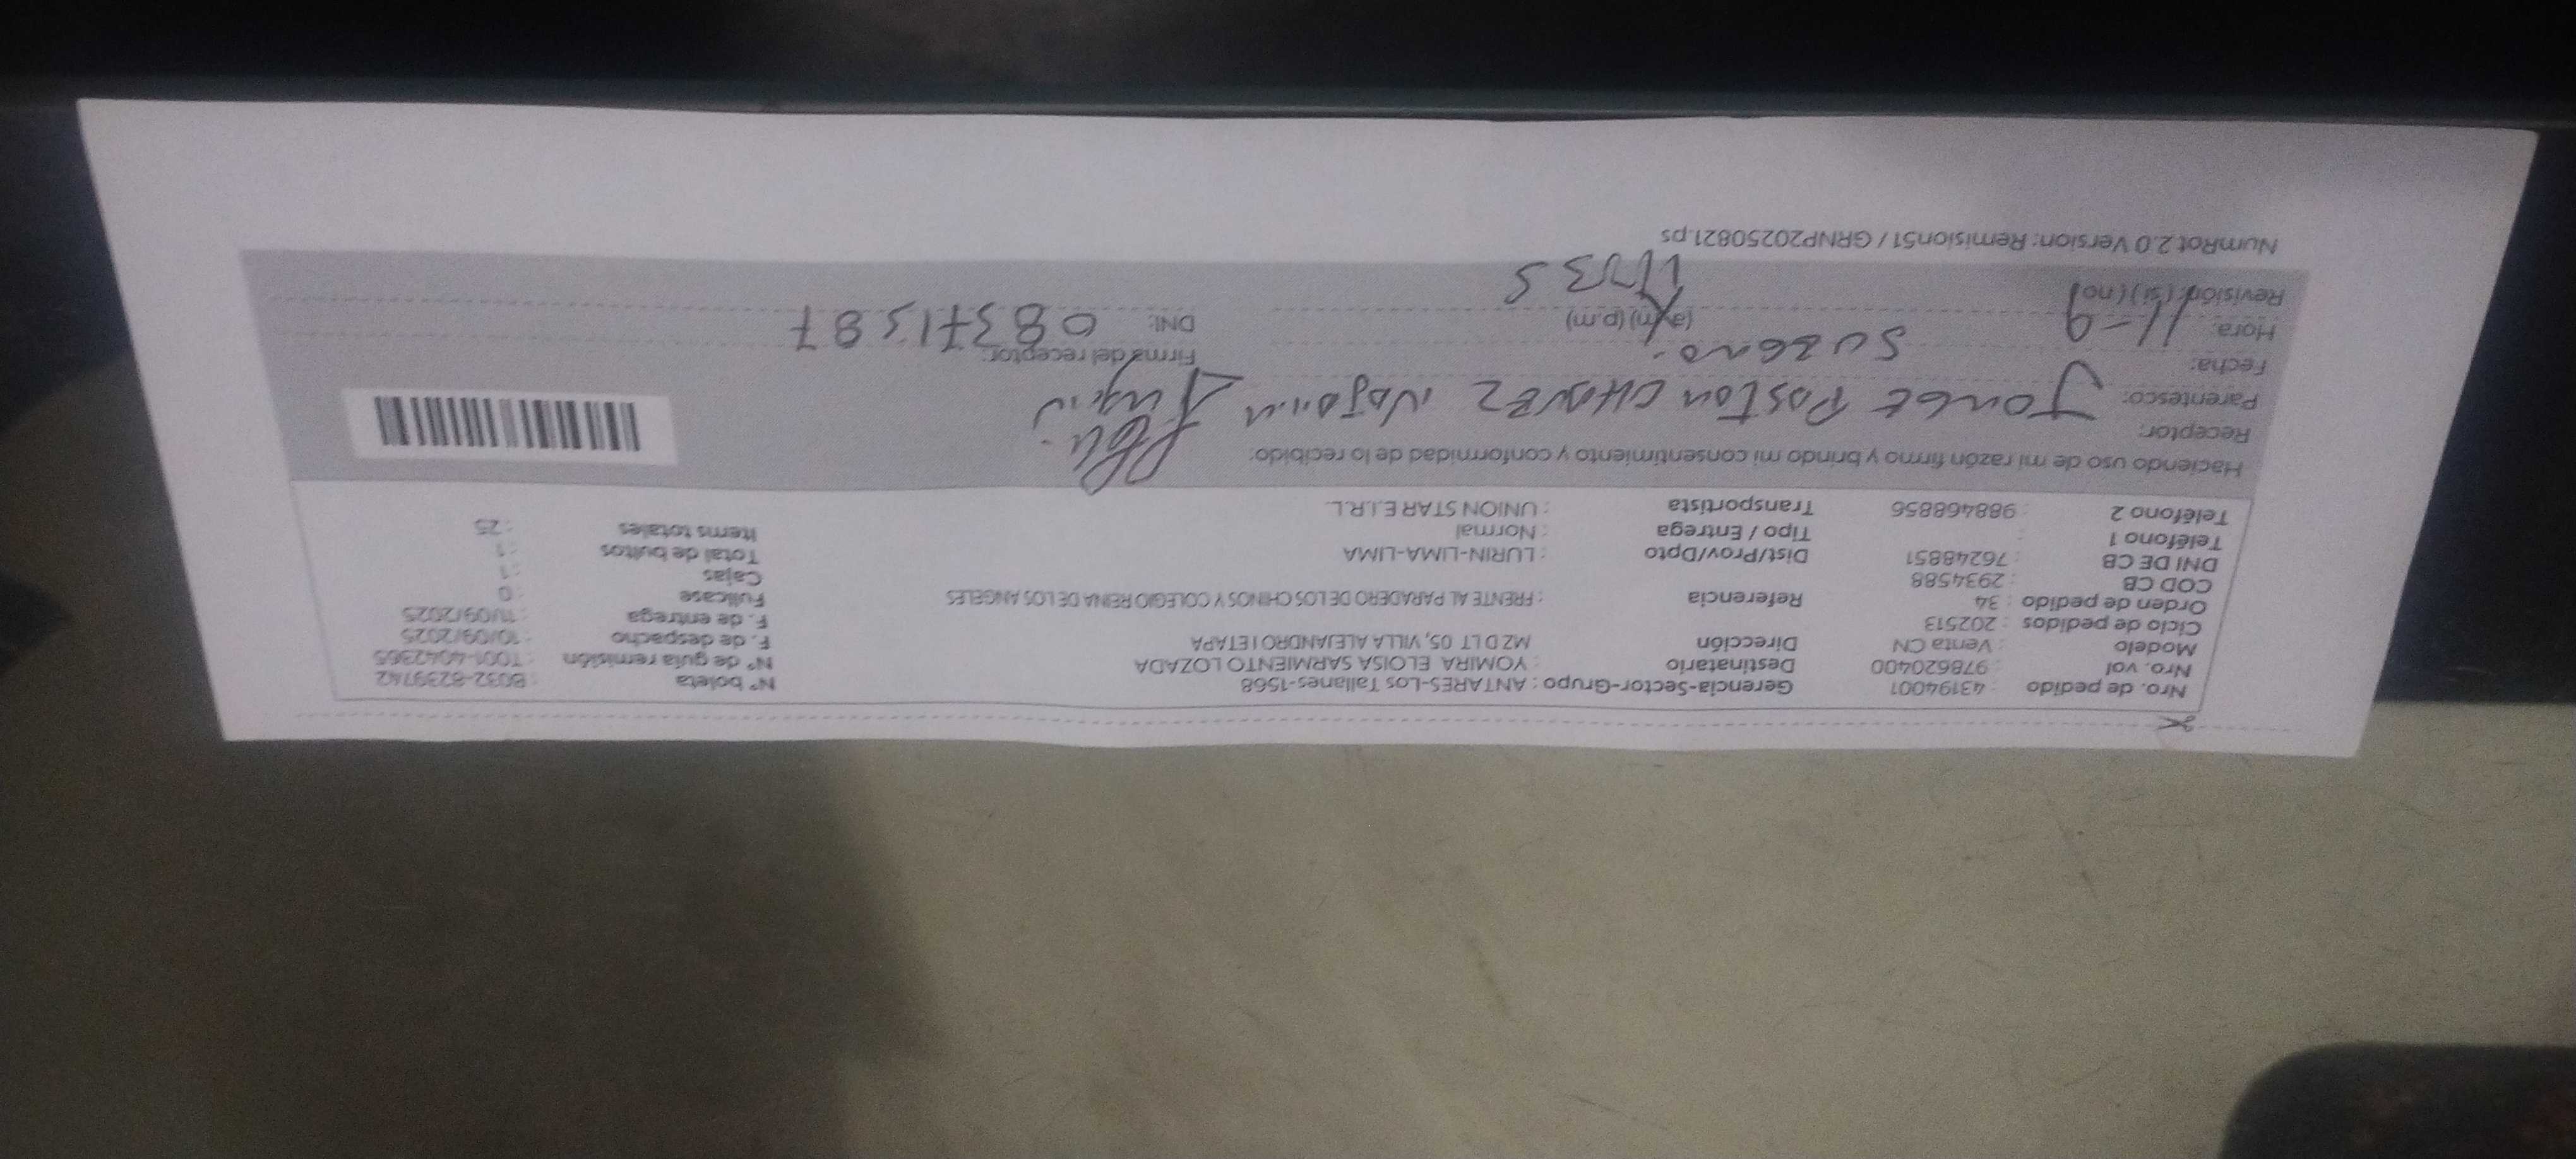 Nro. de pedido : 43194001 Gerencia-Sector-Grupo : ANTARES-Los Tallanes-1568 N° boleta : B032-8239742
Nro. vol : 978620400 Destinatario : YOMIRA ELOISA SARMIENTO LOZADA N° de guía remisión : T001-4042365
Modelo : Venta CN Dirección MZ D LT 05, VILLA ALEJANDRO I ETAPA F. de despacho : 10/09/2025
Ciclo de pedidos : 202513 F. de entrega : 11/09/2025
Orden de pedido : 34 Referencia : FRENTE AL PARADERO DE LOS CHINOS Y COLEGIO REINA DE LOS ANGELES Fullcase : 0
COD CB : 2934588 Cajas : 1
DNI DE CB : 76248851 Dist/Prov/Dpto : LURIN-LIMA-LIMA Total de bultos : 1
Teléfono 1 : Tipo / Entrega : Normal Items totales : 25
Teléfono 2 : 988468856 Transportista : UNION STAR E.I.R.L.
Haciendo uso de mi razón firmo y brindo mi consentimiento y conformidad de lo recibido:
Receptor:
Parentesco: JORGE PASTOR CHAVEZ
Fecha: SUEGRO. Firma del receptor:
Hora: 11-9 (a.m) (p.m) DNI: 08371587
Revisión: (si) (no)
NumRot 2.0 Version: Remision51 / GRNP20250821.ps